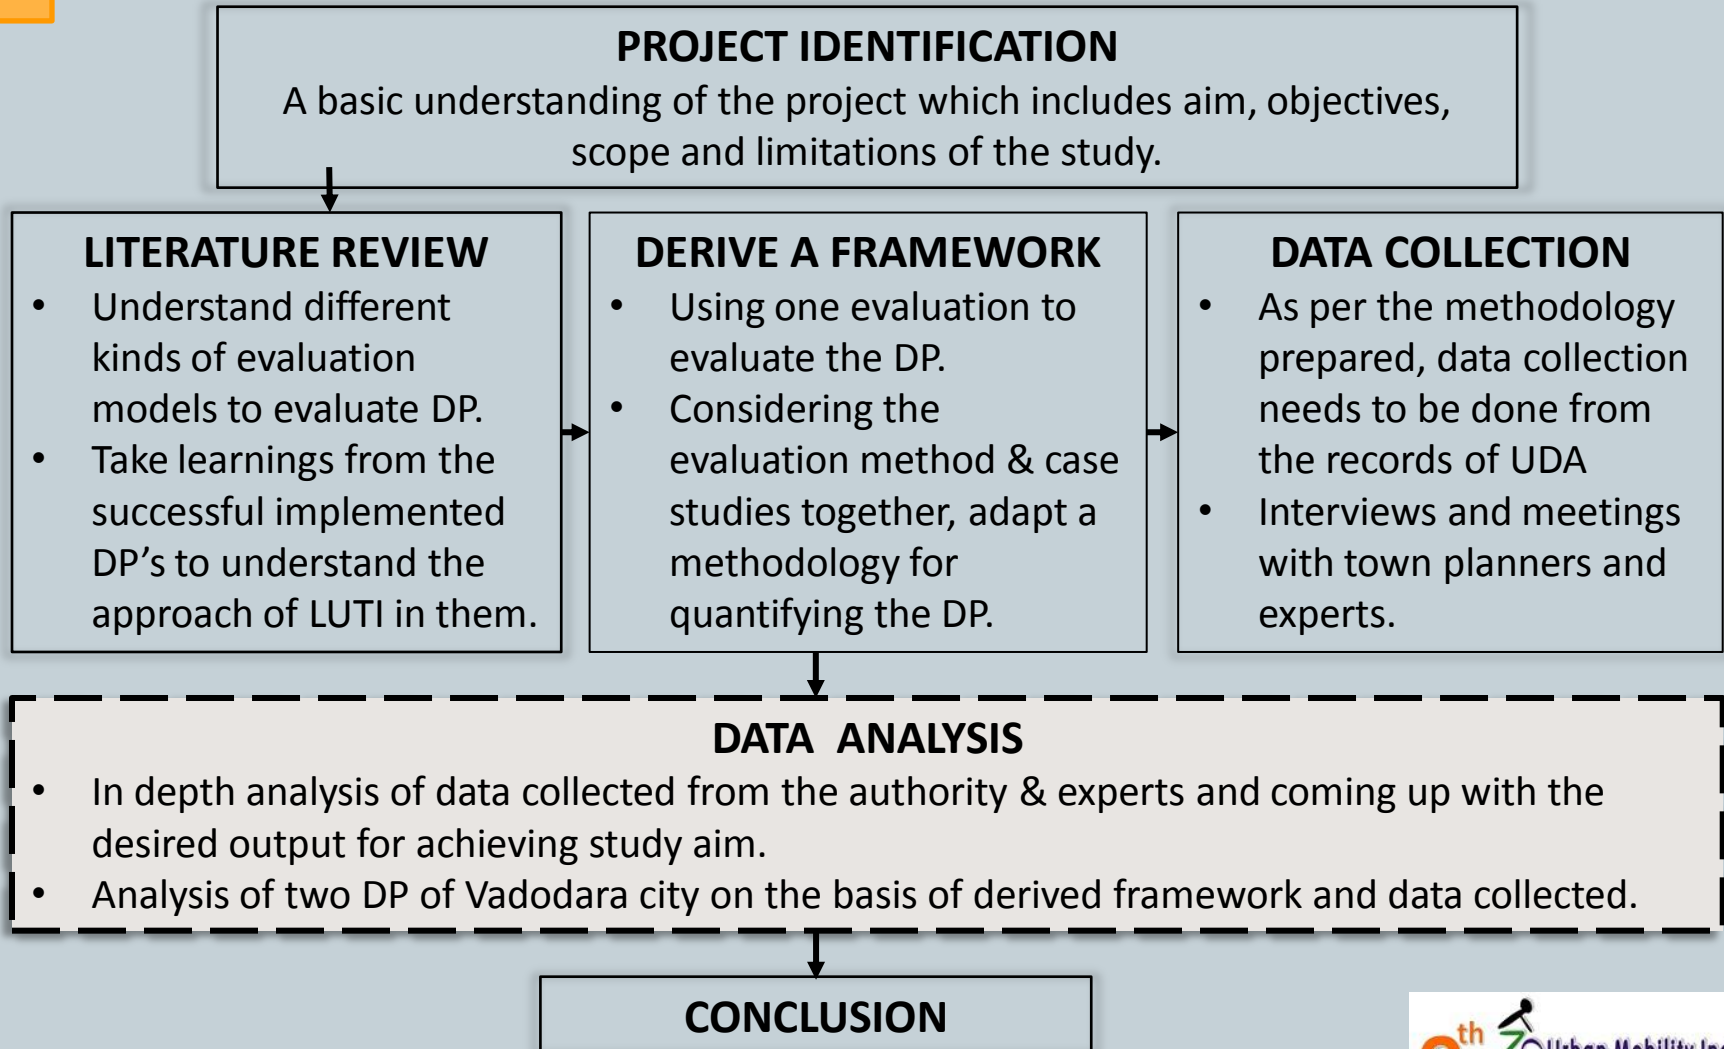 PROJECT IDENTIFICATION
A basic understanding of the project which includes aim, objectives,
scope and limitations of the study.
LITERATURE REVIEW
• Understand different
kinds of evaluation
models to evaluate DP.
• Take learnings from the
successful implemented
DP's to understand the
approach of LUTI in them.
DERIVE A FRAMEWORK
• Using one evaluation to
evaluate the DP.
• Considering the
evaluation method & case
studies together, adapt a
methodology for
quantifying the DP.
DATA COLLECTION
• As per the methodology
prepared, data collection
needs to be done from
the records of UDA
• Interviews and meetings
with town planners and
experts.
DATA ANALYSIS
• In depth analysis of data collected from the authority & experts and coming up with the
desired output for achieving study aim.
• Analysis of two DP of Vadodara city on the basis of derived framework and data collected.
CONCLUSION
th
Urban Mobility